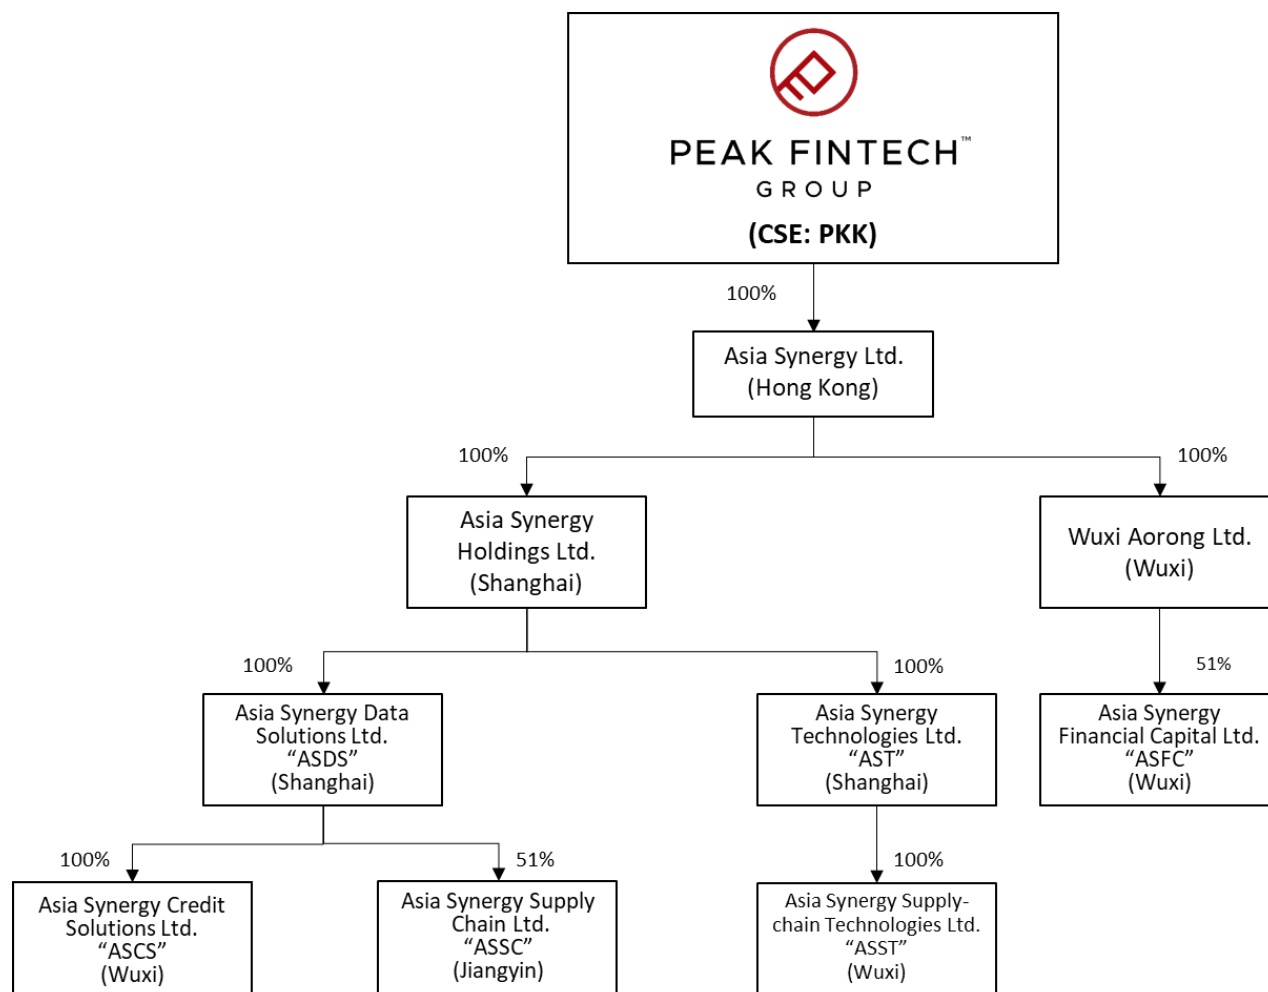 PEAK FINTECH™
GROUP
(CSE: PKK)
100%
Asia Synergy Ltd.
(Hong Kong)
100%
100%
Asia Synergy
Holdings Ltd.
(Shanghai)
Wuxi Aorong Ltd.
(Wuxi)
100%
100%
51%
Asia Synergy Data
Solutions Ltd.
“ASDS”
(Shanghai)
Asia Synergy
Technologies Ltd.
“AST”
(Shanghai)
Asia Synergy
Financial Capital Ltd.
“ASFC”
(Wuxi)
100%
51%
100%
Asia Synergy Credit
Solutions Ltd.
“ASCS”
(Wuxi)
Asia Synergy Supply
Chain Ltd.
“ASSC”
(Jiangyin)
Asia Synergy Supply-
chain Technologies Ltd.
“ASST”
(Wuxi)